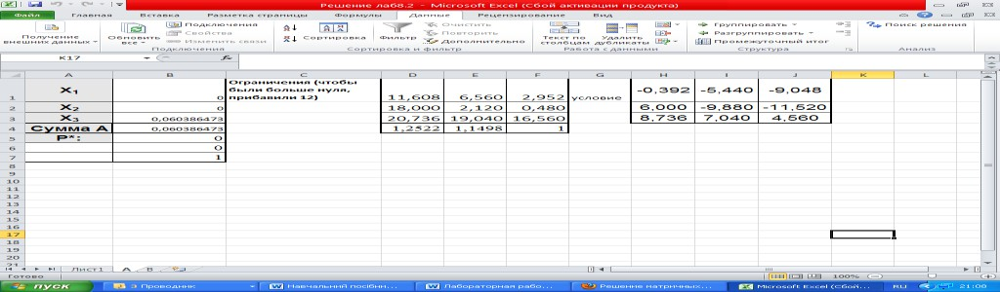 Решение лаб8.2 - Microsoft Excel (Сбой активации продукта)
Файл Главная Вставка Разметка страницы Формулы Данные Рецензирование Вид
Получение внешних данных
Обновить все
Подключения
Свойства
Изменить связи
Подключения
Сортировка
Фильтр
Очистить
Повторить
Дополнительно
Сортировка и фильтр
Текст по столбцам
Удалить дубликаты
Работа с данными
Группировать
Разгруппировать
Промежуточный итог
Структура
Поиск решения
Анализ
K17 fx
A B C D E F G H I J K L M
1 X1 0 Ограничения (чтобы были больше нуля, прибавили 12) 11,608 6,560 2,952 условие -0,392 -5,440 -9,048
2 X2 0 18,000 2,120 0,480 6,000 -9,880 -11,520
3 X3 0,060386473 20,736 19,040 16,560 8,736 7,040 4,560
4 Сумма A 0,060386473 1,2522 1,1498 1
5 P*: 0
6 0
7 1
8
9
10
11
12
13
14
15
16
17
18
19
20
21
Лист1 A B
Готово 100%
пуск 3 Проводник Навчальний посібни... Лабораторная рабо... Решение матричных... Microsoft Excel (Сбо... RU 21:06